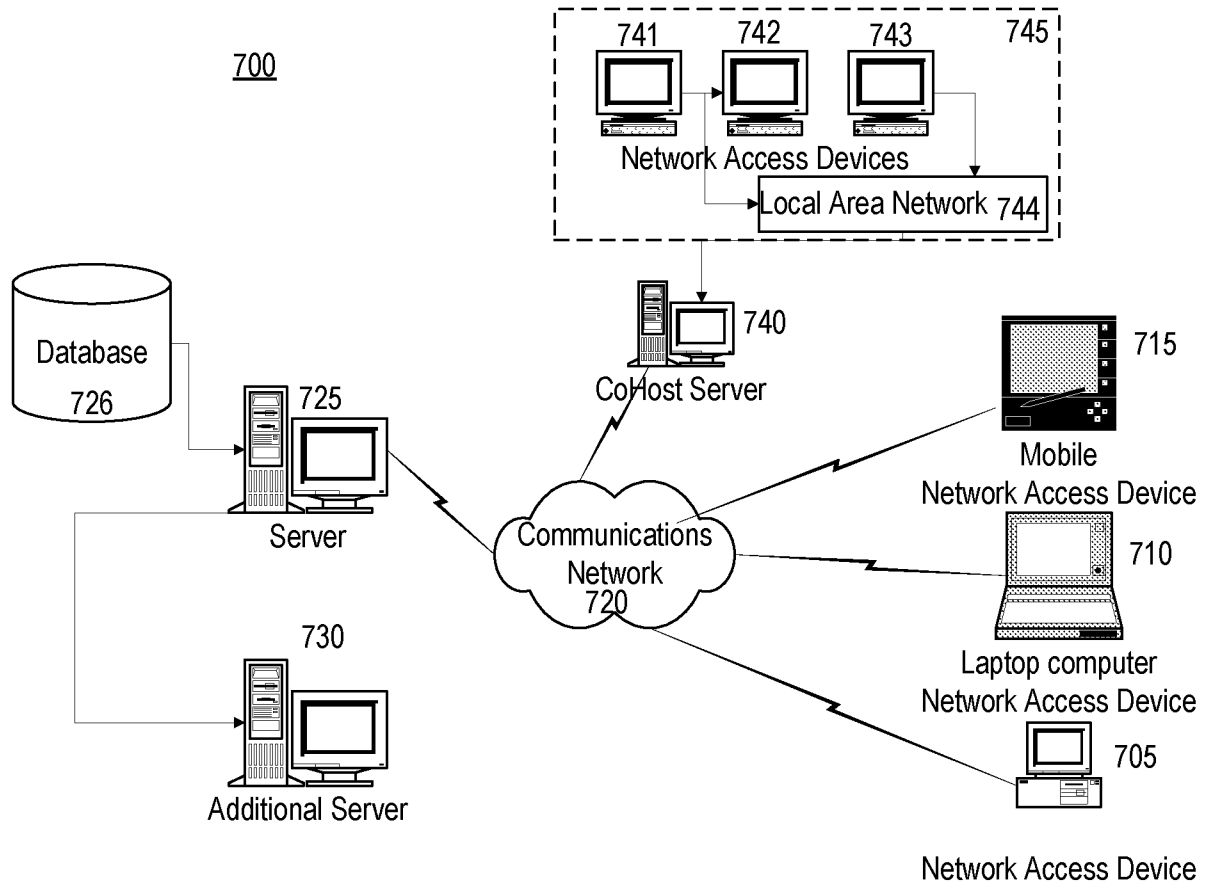 700
741
742
743
745
Network Access Devices
Local Area Network 744
740
CoHost Server
Database
726
725
Server
730
Additional Server
Communications
Network
720
715
Mobile
Network Access Device
710
Laptop computer
Network Access Device
705
Network Access Device